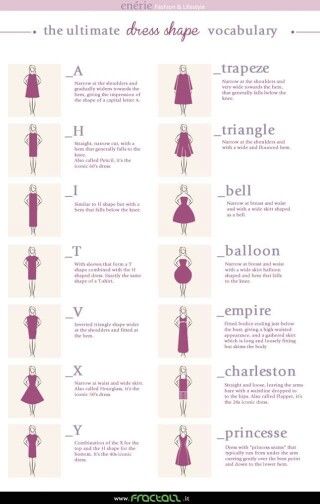 enérie Fashion & Lifestyle
the ultimate dress shape vocabulary
_A
Narrow at the shoulders and
gradually widens towards the
hem, giving the impression of
the shape of a capital letter A.
_H
Straight, narrow cut, with a
hem that generally falls to the
knee.
Also called Pencil, it's the
iconic 60's dress
_I
Similar to H shape but with a
hem that falls below the knee.
_T
With sleeves that form a T
shape combined with the H
shaped dress. Exactly the same
shape of a T-shirt.
_V
Inverted triangle shape wider
at the shoulders and fitted at
the hem.
_X
Narrow at waist and wide skirt.
Also called Hourglass, it's the
iconic 50's dress
_Y
Combination of the X for the
top and the H shape for the
bottom. It's the 40s iconic
dress.
_trapeze
Narrow at the shoulders and
very wide towards the hem,
that generally falls below the
knee.
_triangle
Narrow at the shoulders and
with a wide and flounced hem.
_bell
Narrow at breast and waist
and with a wide skirt shaped
as a bell.
_balloon
Narrow at breast and waist
with a wide skirt balloon
shaped and hem that falls
to the knee.
_empire
Fitted bodice ending just below
the bust, giving a high waisted
appearance, and a gathered skirt
which is long and loosely fitting
but skims the body
_charleston
Straight and loose, leaving the arms
bare with a waistline dropped
to the hips. Also called Flapper, it's
the 20s iconic dress.
_princesse
Dress with "princess seams" that
typically run from under the arm
curving gently over the bust point
and down to the lower hem.
www.fractals.it